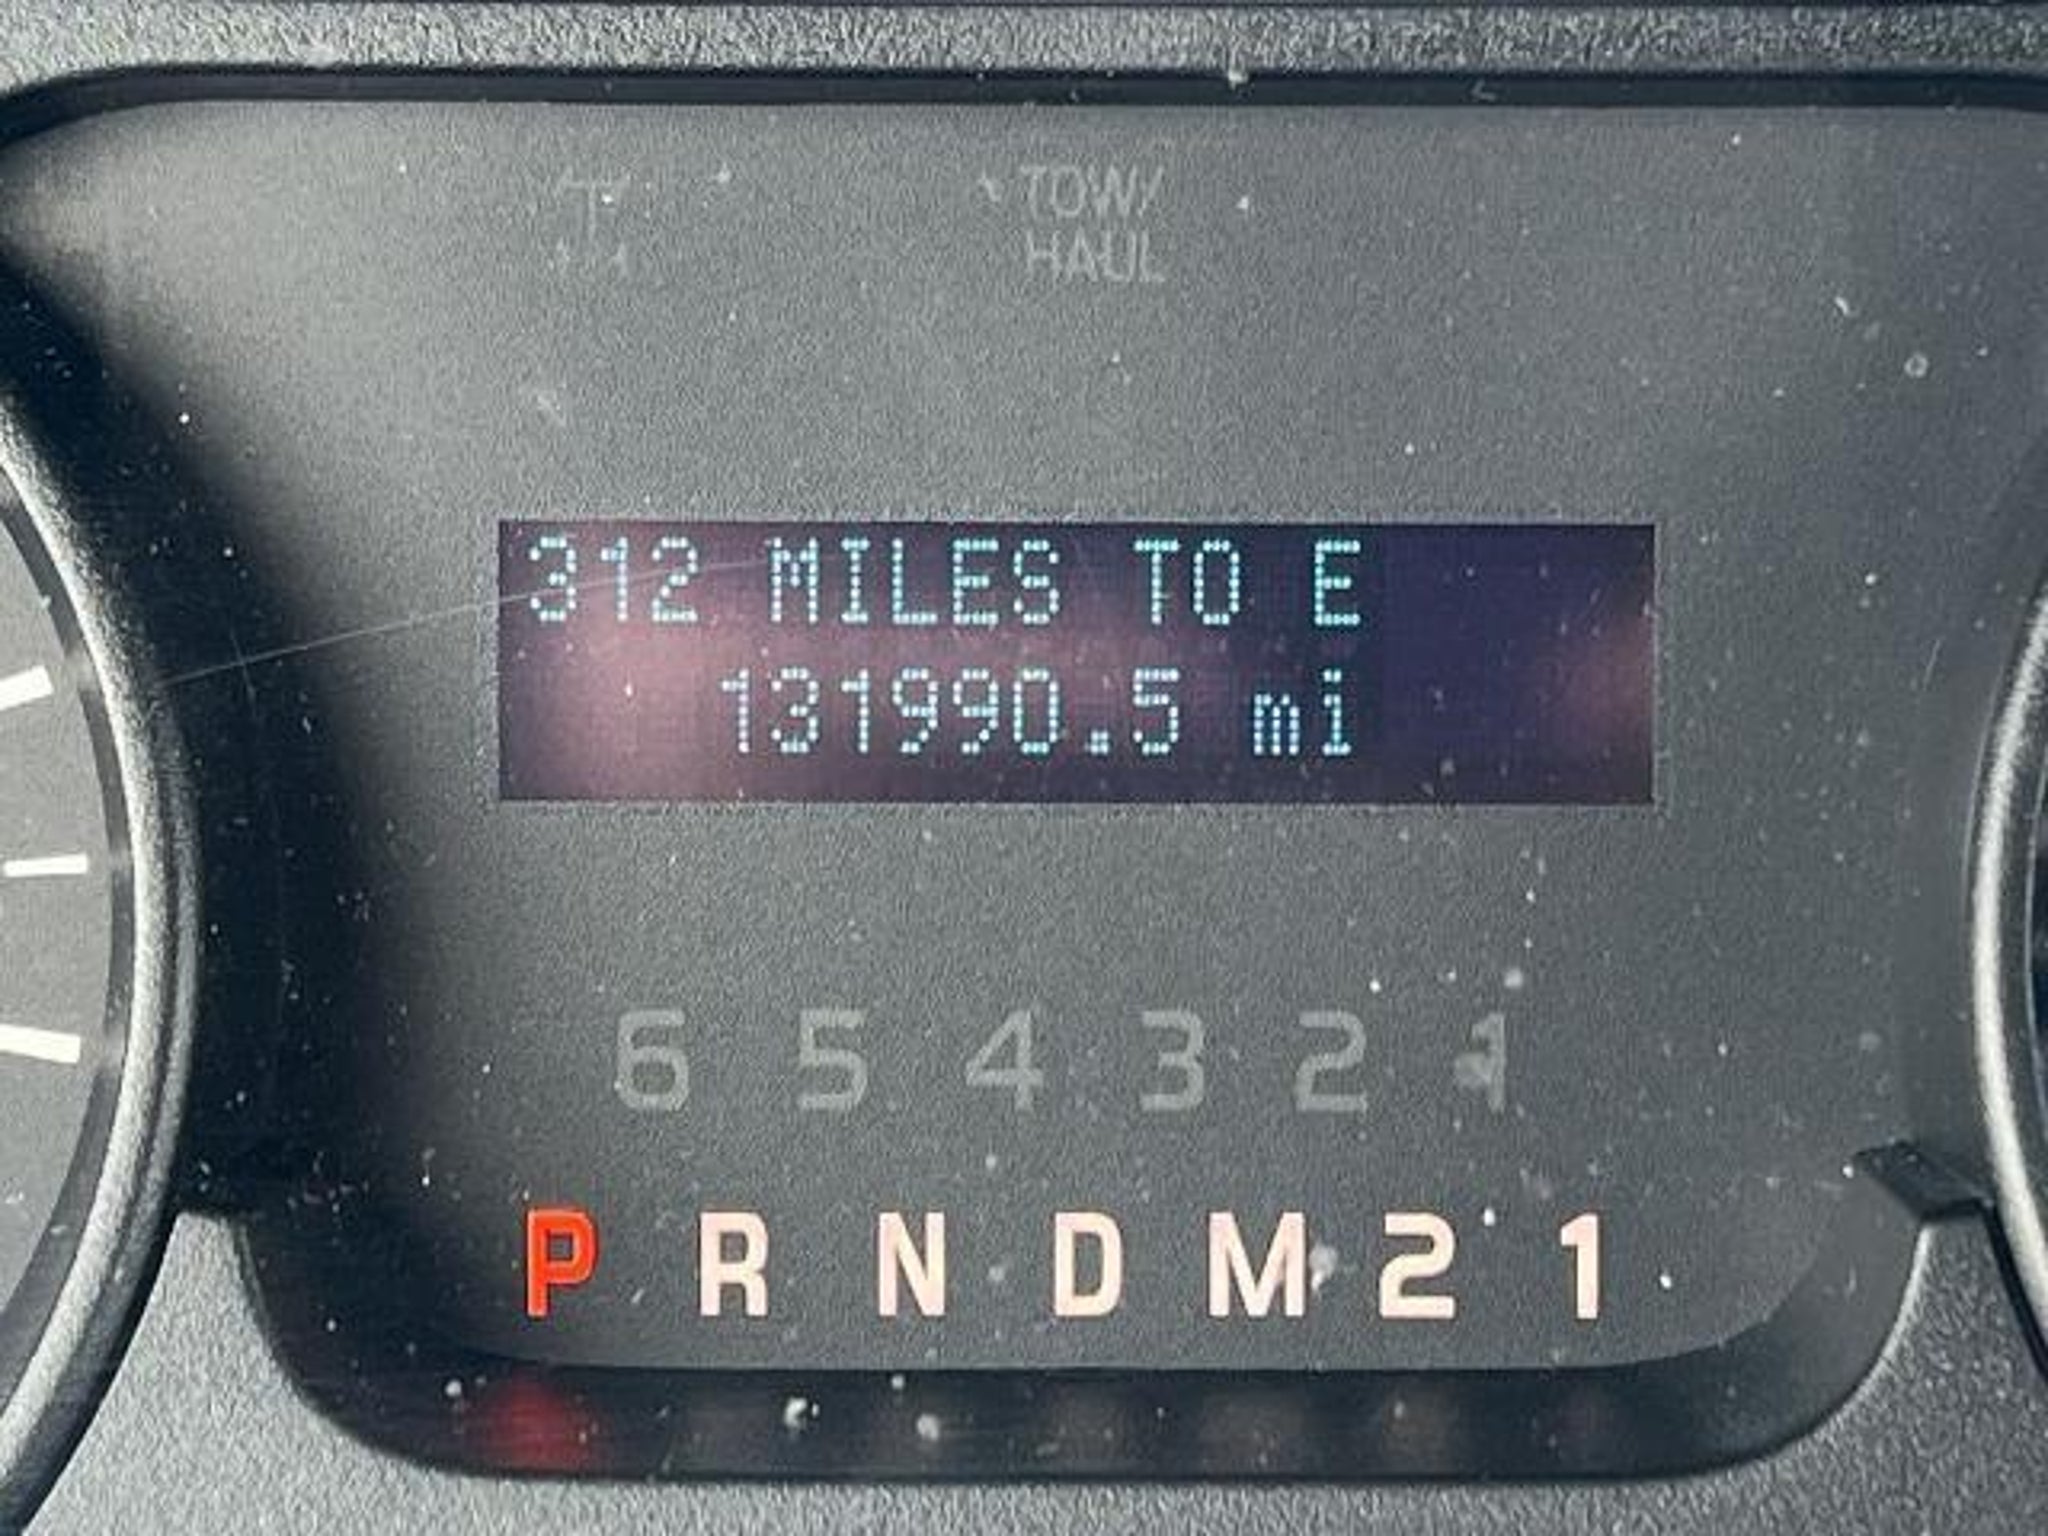 TOW/
HAUL
312 MILES TO E
131990.5 mi
6 5 4 3 2 1
P R N D M 2 1